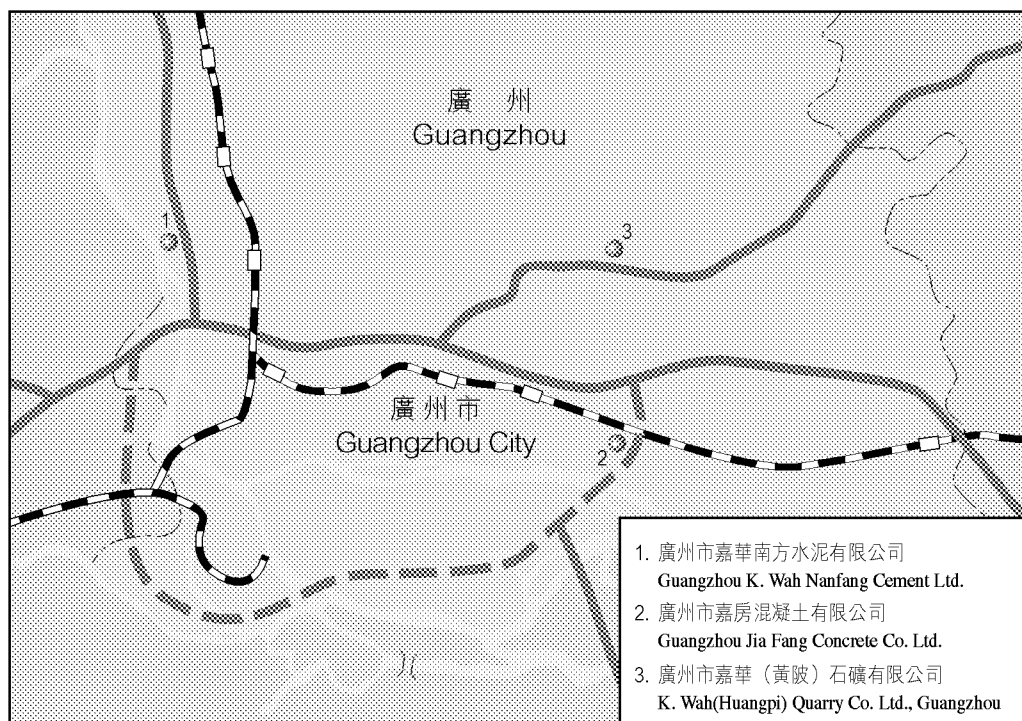 廣 州
Guangzhou
1
3
廣州市
Guangzhou City
2
1. 廣州市嘉華南方水泥有限公司
Guangzhou K. Wah Nanfang Cement Ltd.
2. 廣州市嘉房混凝土有限公司
Guangzhou Jia Fang Concrete Co. Ltd.
3. 廣州市嘉華（黃陂）石礦有限公司
K. Wah(Huangpi) Quarry Co. Ltd., Guangzhou